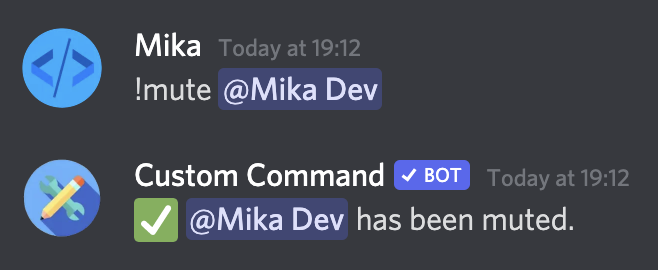 Mika Today at 19:12
!mute @Mika Dev
Custom Command ✓ BOT Today at 19:12
✅ @Mika Dev has been muted.